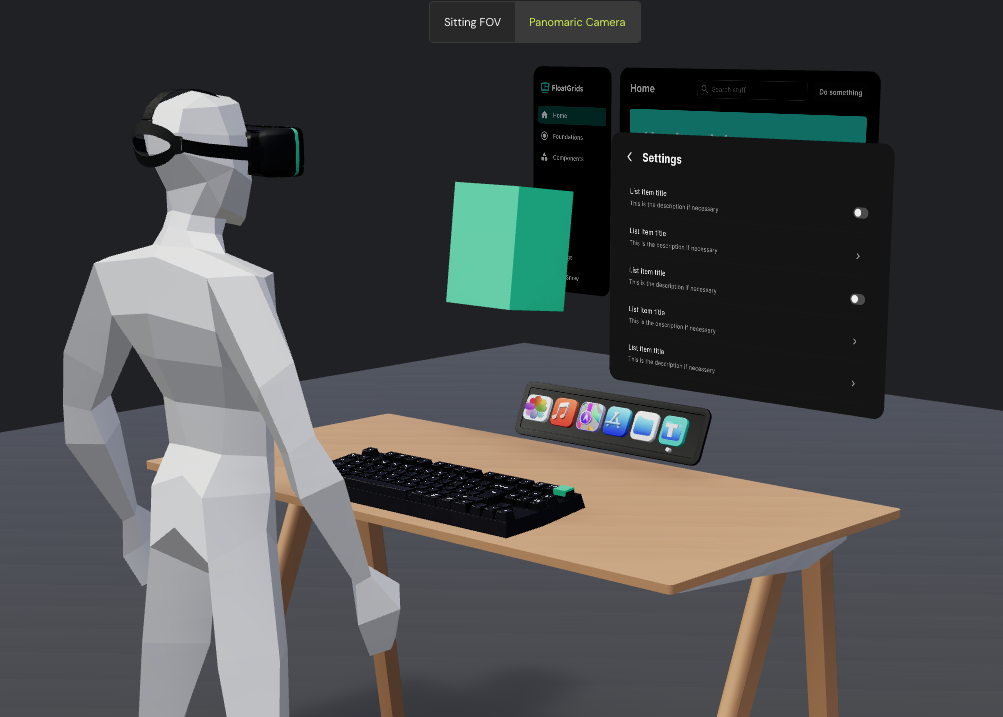 Sitting FOV
Panomaric Camera
FloatGrids
Home
Foundations
Components
Home
Search stuff
Do something
Settings
List item title
This is the description if necessary
List item title
This is the description if necessary
List item title
This is the description if necessary
List item title
This is the description if necessary
List item title
This is the description if necessary
T